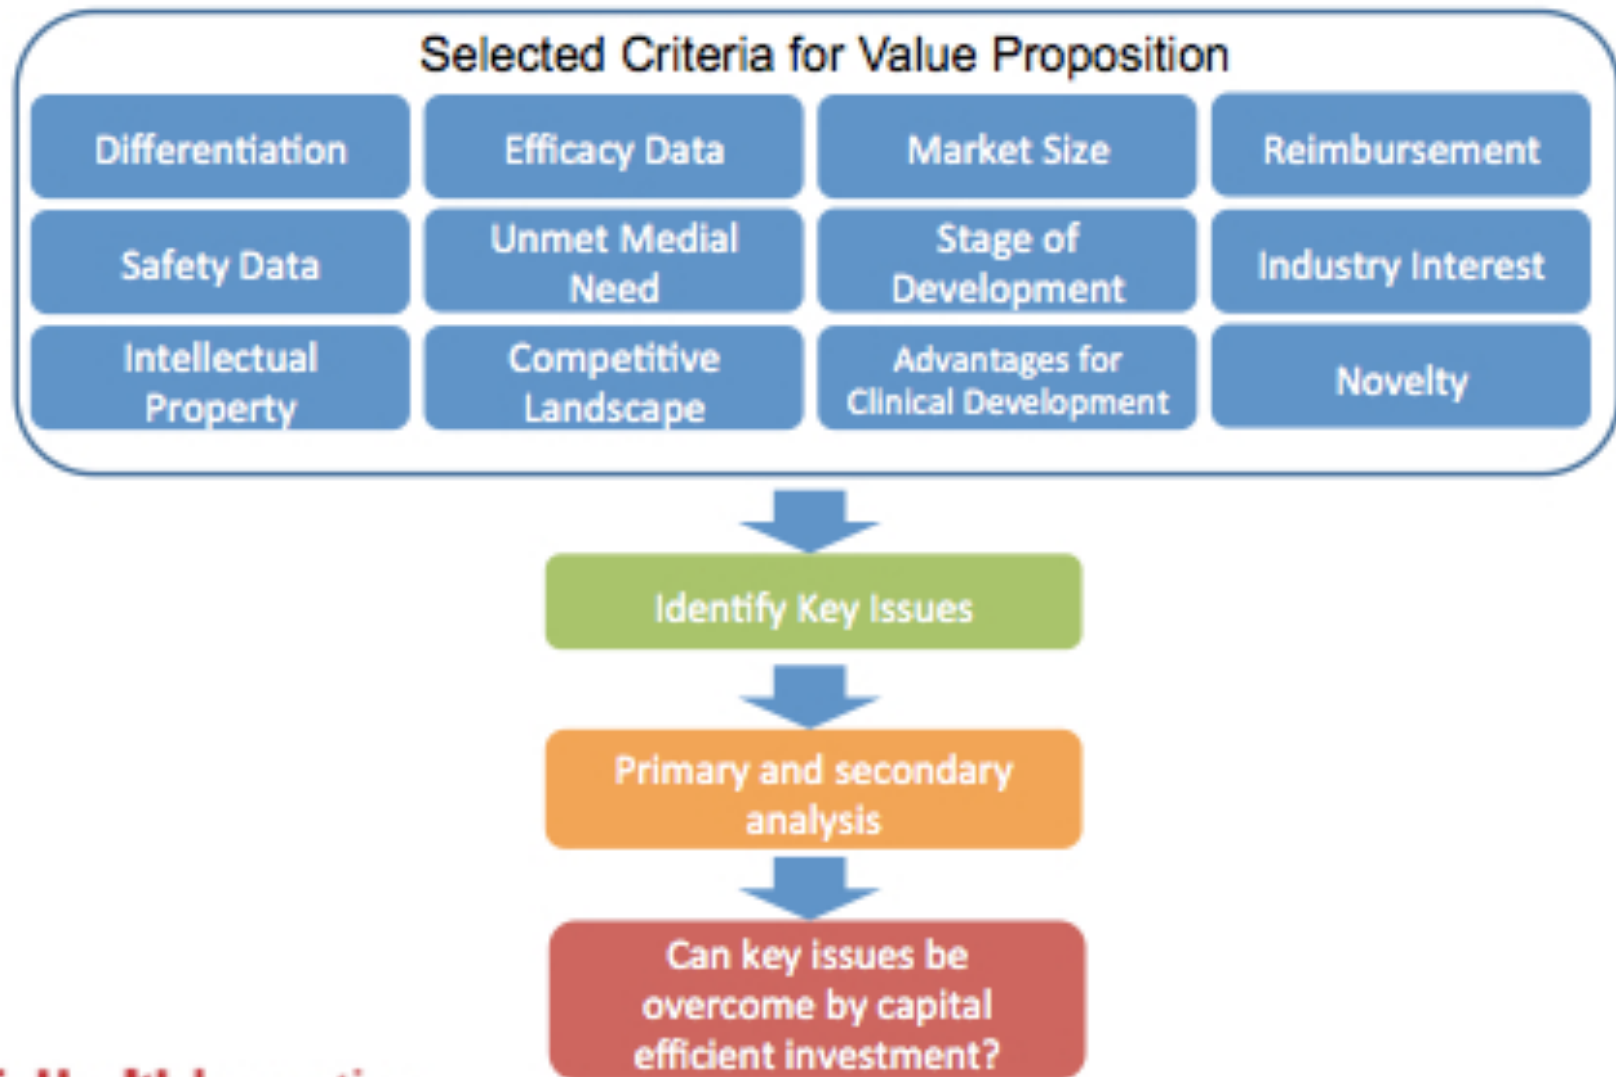 Selected Criteria for Value Proposition
Differentiation
Efficacy Data
Market Size
Reimbursement
Safety Data
Unmet Medial
Need
Stage of
Development
Industry Interest
Intellectual
Property
Competitive
Landscape
Advantages for
Clinical Development
Novelty
Identify Key Issues
Primary and secondary
analysis
Can key issues be
overcome by capital
efficient investment?